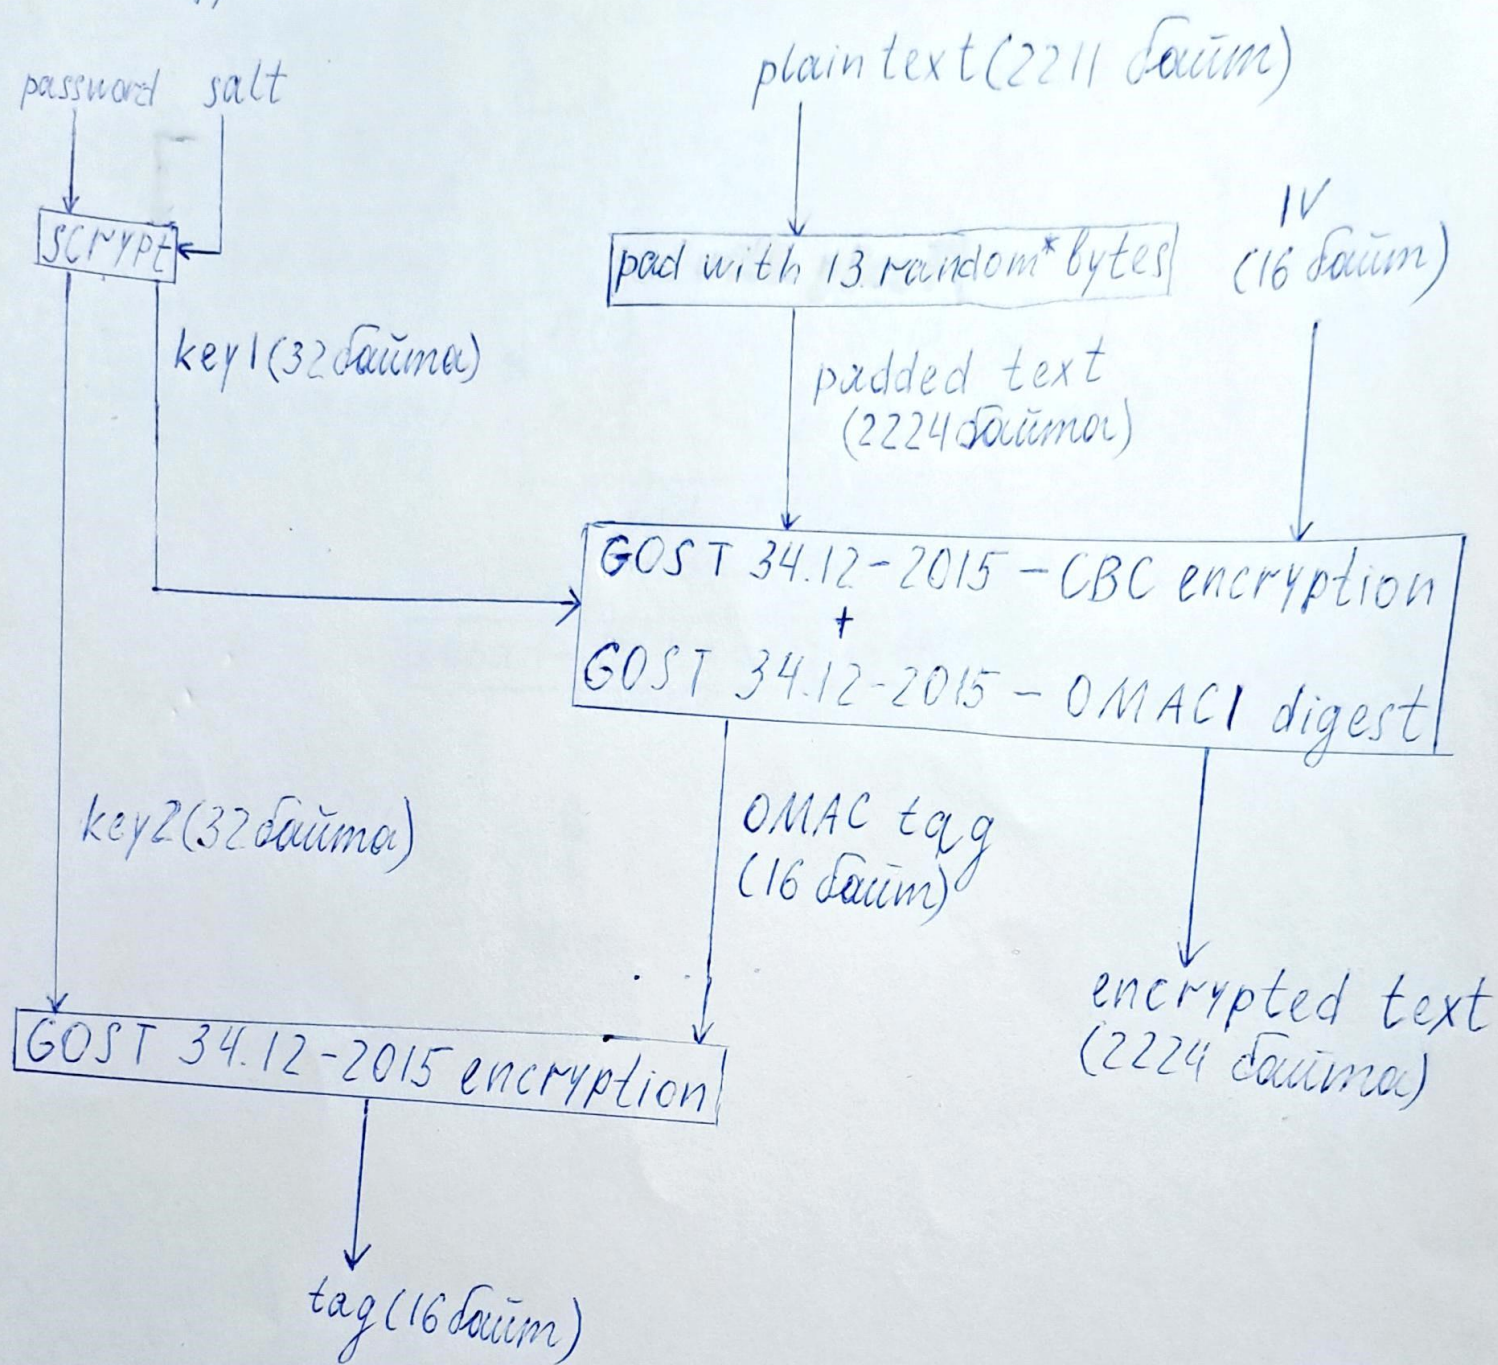 password salt
plain text (2211 байт)
scrypt
pad with 13 random* bytes
IV
(16 байт)
key1 (32 байта)
padded text
(2224 байта)
GOST 34.12-2015 - CBC encryption
+
GOST 34.12-2015 - OMAC1 digest
key2 (32 байта)
OMAC tag
(16 байт)
encrypted text
(2224 байта)
GOST 34.12-2015 encryption
tag (16 байт)